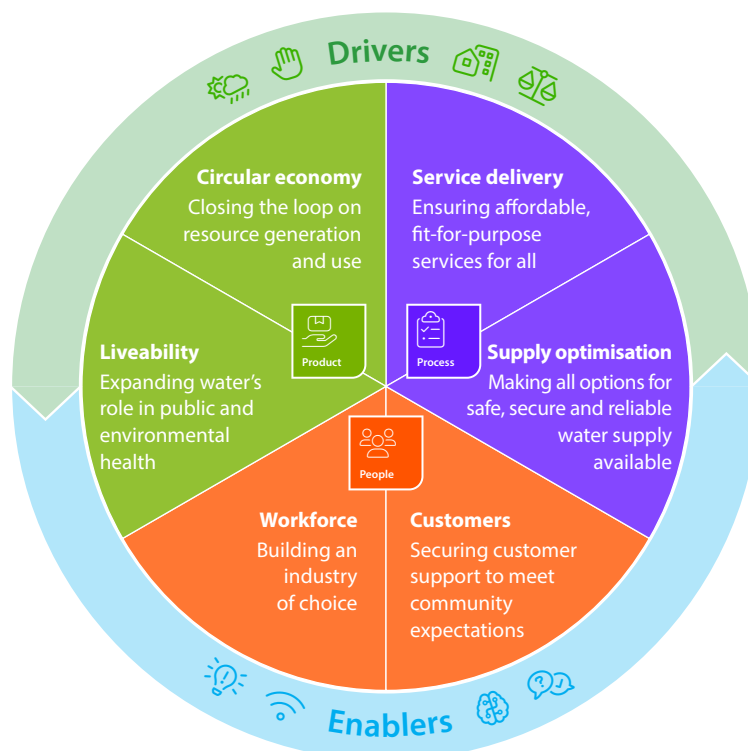 Drivers
Circular economy
Closing the loop on
resource generation
and use
Service delivery
Ensuring affordable,
fit-for-purpose
services for all
Product
Process
Liveability
Expanding water's
role in public and
environmental
health
Supply optimisation
Making all options for
safe, secure and reliable
water supply
available
People
Workforce
Building an
industry
of choice
Customers
Securing customer
support to meet
community
expectations
Enablers